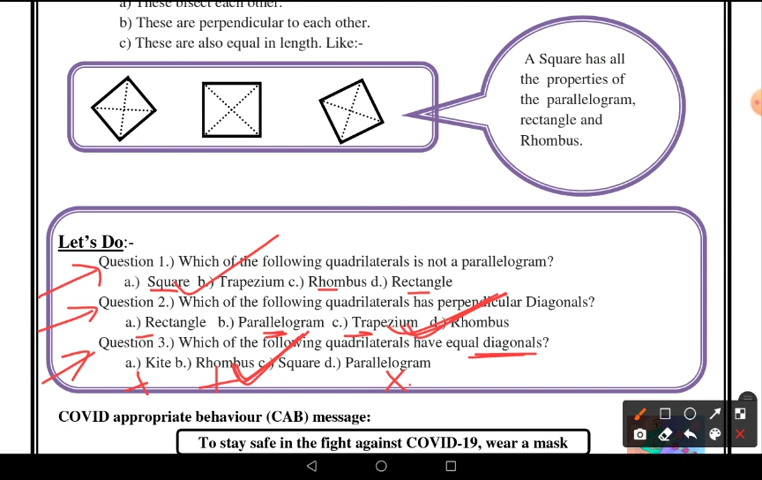 a) These bisect each other.
b) These are perpendicular to each other.
c) These are also equal in length. Like:-
A Square has all
the properties of
the parallelogram,
rectangle and
Rhombus.
Let's Do:-
Question 1.) Which of the following quadrilaterals is not a parallelogram?
a.) Square b.) Trapezium c.) Rhombus d.) Rectangle
Question 2.) Which of the following quadrilaterals has perpendicular Diagonals?
a.) Rectangle b.) Parallelogram c.) Trapezium d.) Rhombus
Question 3.) Which of the following quadrilaterals have equal diagonals?
a.) Kite b.) Rhombus c.) Square d.) Parallelogram
COVID appropriate behaviour (CAB) message:
To stay safe in the fight against COVID-19, wear a mask